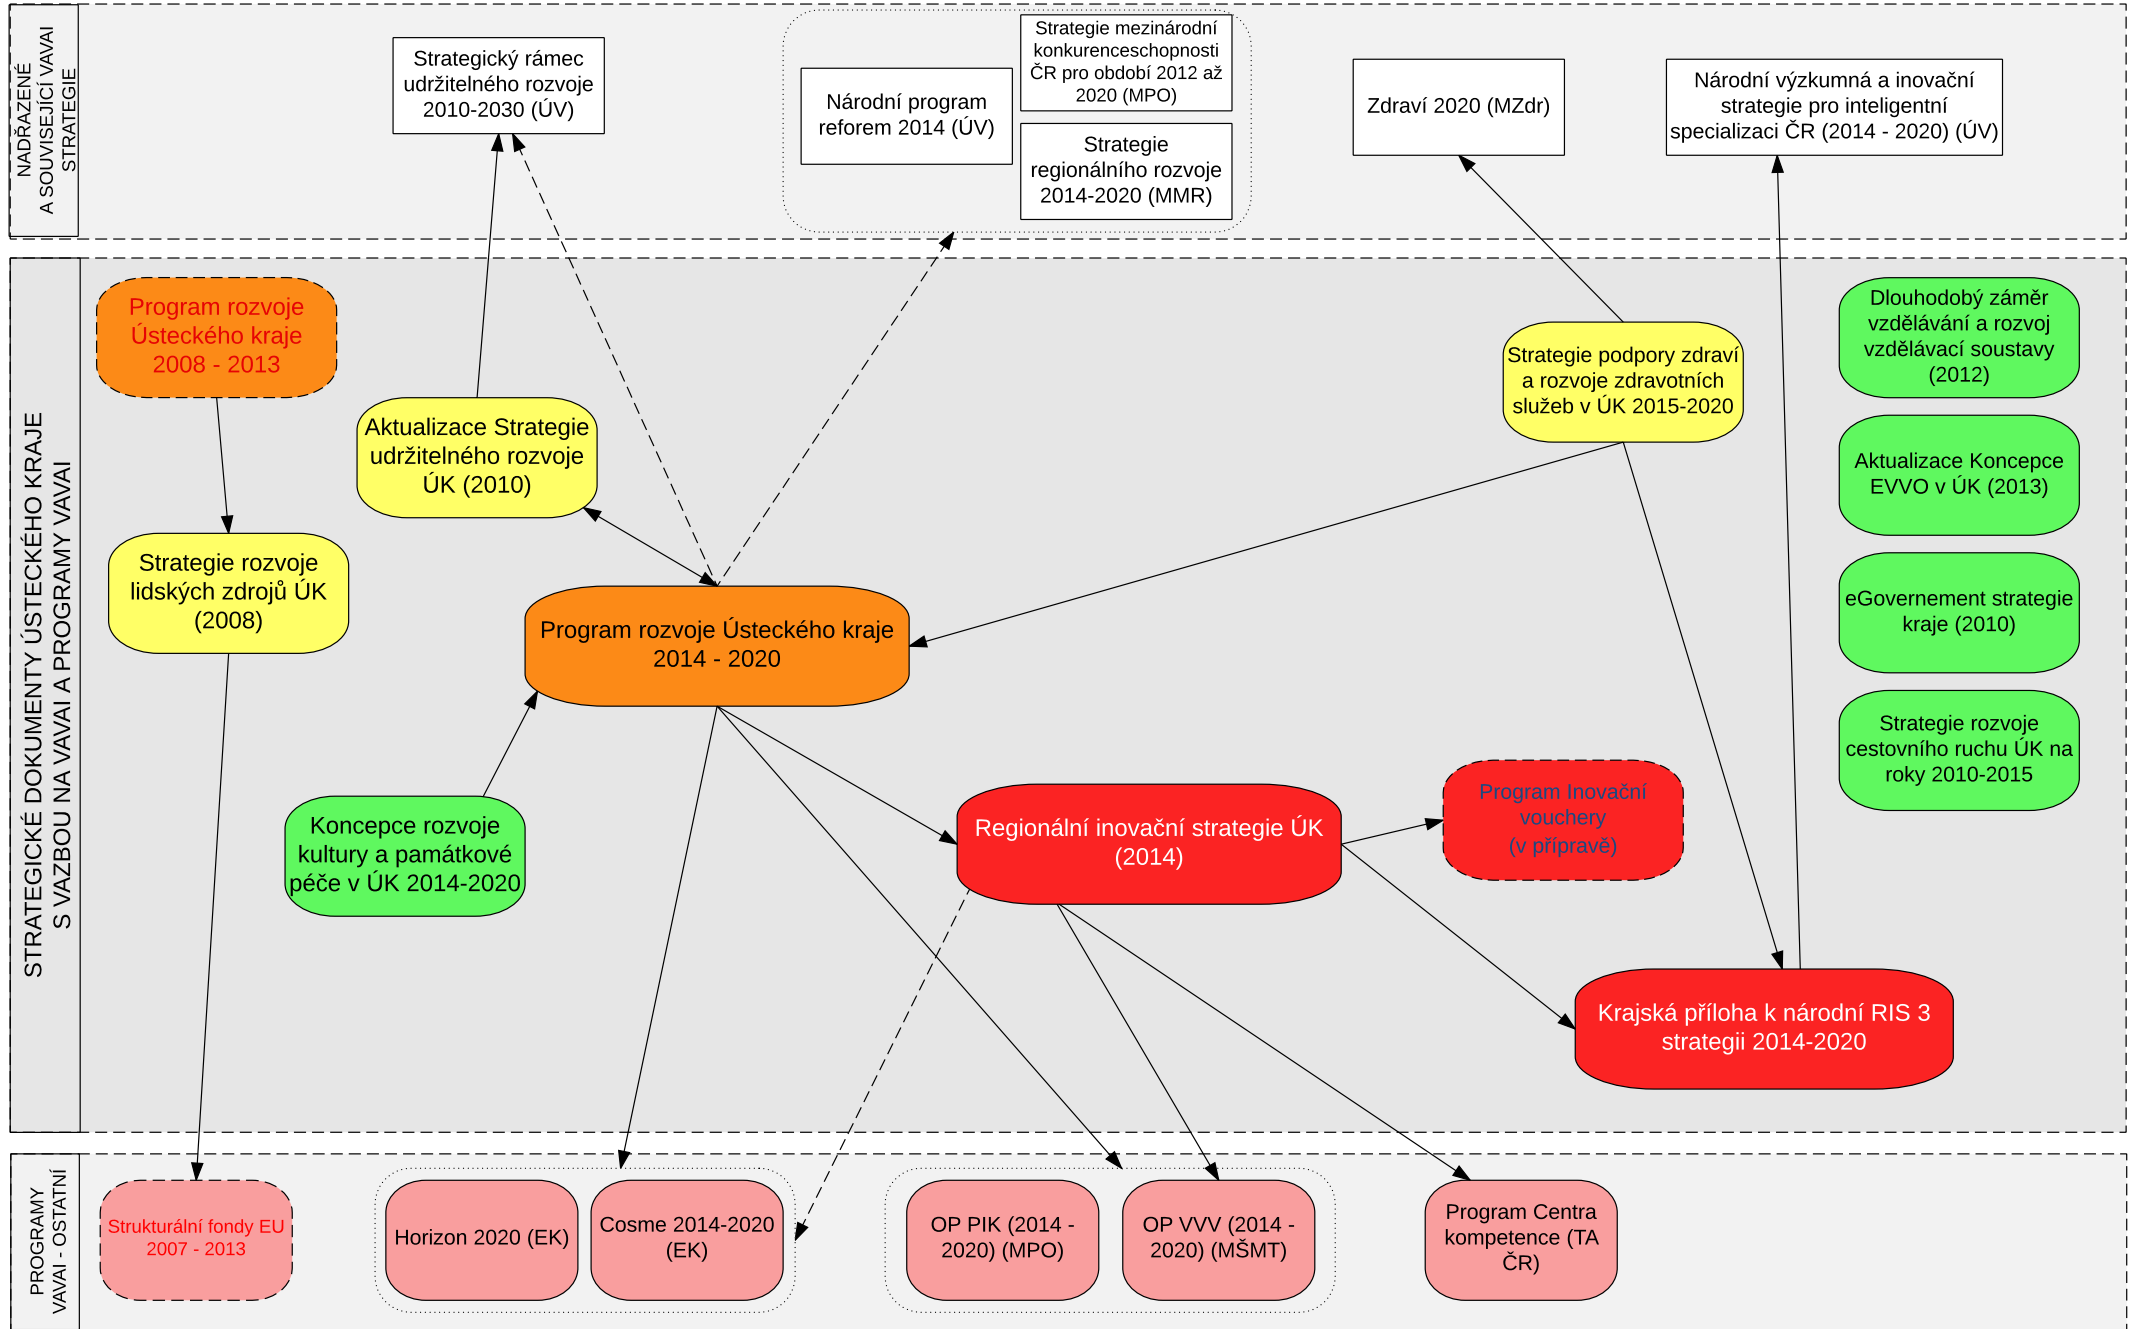 NADŘAZENÉ
A SOUVISEJÍCÍ VAVAI
STRATEGIE
Strategický rámec
udržitelného rozvoje
2010-2030 (ÚV)
Národní program
reforem 2014 (ÚV)
Strategie mezinárodní
konkurenceschopnosti
ČR pro období 2012 až
2020 (MPO)
Strategie
regionálního rozvoje
2014-2020 (MMR)
Zdraví 2020 (MZdr)
Národní výzkumná a inovační
strategie pro inteligentní
specializaci ČR (2014 - 2020) (ÚV)
STRATEGICKÉ DOKUMENTY ÚSTECKÉHO KRAJE
S VAZBOU NA VAVAI A PROGRAMY VAVAI
Program rozvoje
Ústeckého kraje
2008 - 2013
Aktualizace Strategie
udržitelného rozvoje
ÚK (2010)
Strategie rozvoje
lidských zdrojů ÚK
(2008)
Program rozvoje Ústeckého kraje
2014 - 2020
Koncepce rozvoje
kultury a památkové
péče v ÚK 2014-2020
Strategie podpory zdraví
a rozvoje zdravotních
služeb v ÚK 2015-2020
Dlouhodobý záměr
vzdělávání a rozvoj
vzdělávací soustavy
(2012)
Aktualizace Koncepce
EVVO v ÚK (2013)
eGovernement strategie
kraje (2010)
Strategie rozvoje
cestovního ruchu ÚK na
roky 2010-2015
Regionální inovační strategie ÚK
(2014)
Program Inovační
vouchery
(v přípravě)
Krajská příloha k národní RIS 3
strategii 2014-2020
PROGRAMY
VAVAI - OSTATNÍ
Strukturální fondy EU
2007 - 2013
Horizon 2020 (EK)
Cosme 2014-2020
(EK)
OP PIK (2014 -
2020) (MPO)
OP VVV (2014 -
2020) (MŠMT)
Program Centra
kompetence (TA
ČR)